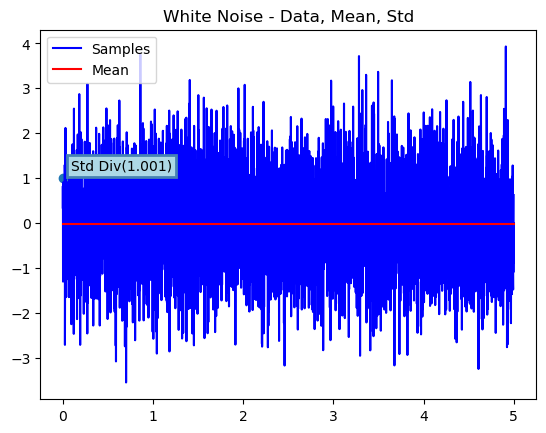 White Noise - Data, Mean, Std
Samples
Mean
Std Div(1.001)
4
3
2
1
0
−1
−2
−3
0 1 2 3 4 5